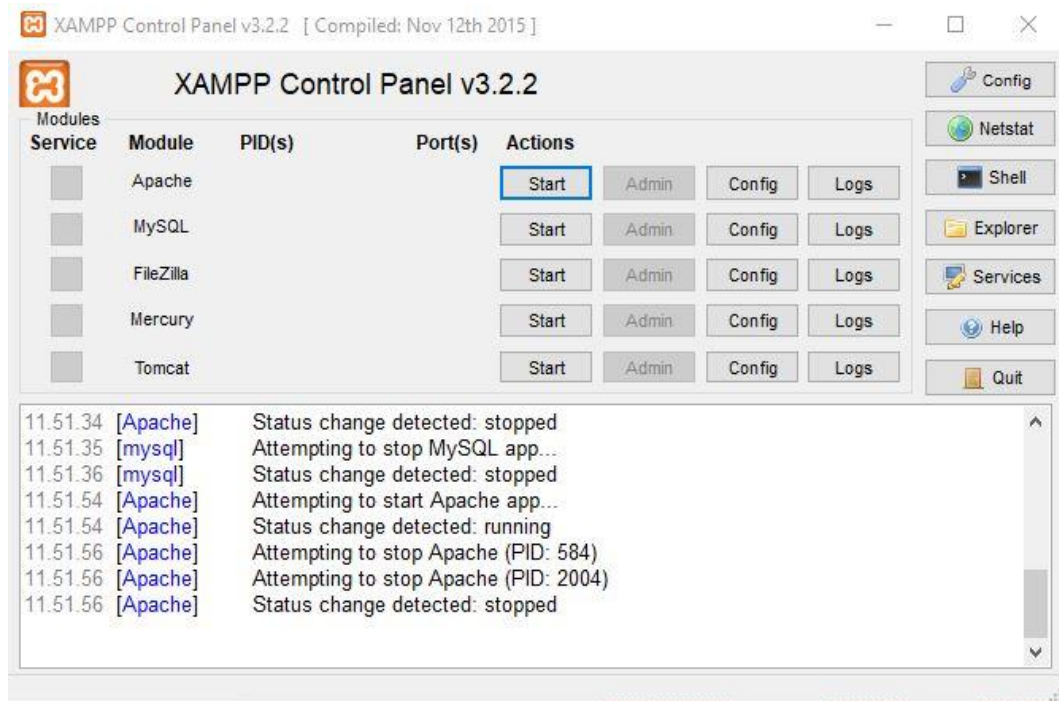 XAMPP Control Panel v3.2.2 [ Compiled: Nov 12th 2015 ]
XAMPP Control Panel v3.2.2
Config
Netstat
Shell
Explorer
Services
Help
Quit
Modules
Service Module PID(s) Port(s) Actions
Apache Start Admin Config Logs
MySQL Start Admin Config Logs
FileZilla Start Admin Config Logs
Mercury Start Admin Config Logs
Tomcat Start Admin Config Logs
11.51.34 [Apache] Status change detected: stopped
11.51.35 [mysql] Attempting to stop MySQL app...
11.51.36 [mysql] Status change detected: stopped
11.51.54 [Apache] Attempting to start Apache app...
11.51.54 [Apache] Status change detected: running
11.51.56 [Apache] Attempting to stop Apache (PID: 584)
11.51.56 [Apache] Attempting to stop Apache (PID: 2004)
11.51.56 [Apache] Status change detected: stopped